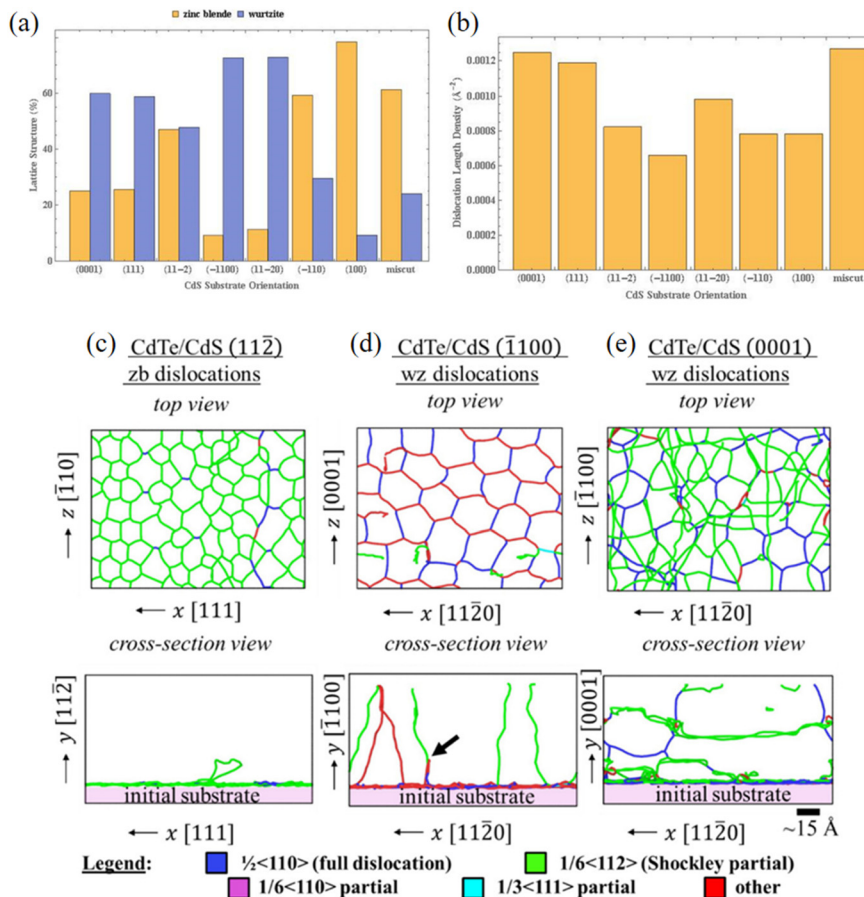 (a)
zinc blende wurtzite
Lattice Structure (%)
60
40
20
0
(0001) (111) (11−2) (−1100) (11−20) (−110) (100) miscut
CdS Substrate Orientation
(b)
Dislocation Length Density (Å⁻²)
0.0012
0.0010
0.0008
0.0006
0.0004
0.0002
0.0000
(0001) (111) (11−2) (−1100) (11−20) (−110) (100) miscut
CdS Substrate Orientation
(c) CdTe/CdS (112̄)
zb dislocations
top view
z [1̄10]
x [111]
cross-section view
y [112̄]
initial substrate
x [111]
(d) CdTe/CdS (1̄100)
wz dislocations
top view
z [0001]
x [112̄0]
cross-section view
y [1̄100]
initial substrate
x [112̄0]
(e) CdTe/CdS (0001)
wz dislocations
top view
z [1̄100]
x [112̄0]
cross-section view
y [0001]
initial substrate
x [112̄0]
~15 Å
Legend:
½<110> (full dislocation)
1/6<112> (Shockley partial)
1/6<110> partial
1/3<111> partial
other